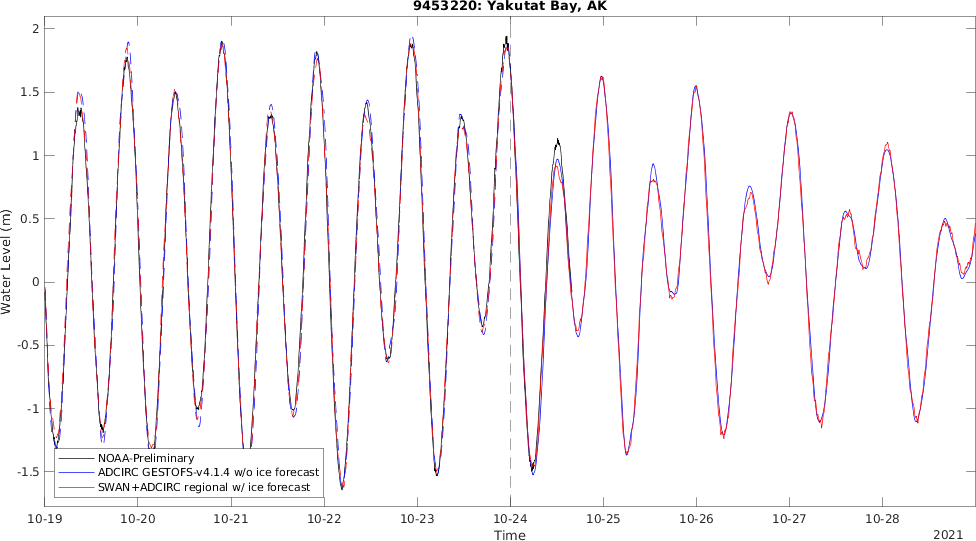 9453220: Yakutat Bay, AK
Water Level (m)
2
1.5
1
0.5
0
-0.5
-1
-1.5
NOAA-Preliminary
ADCIRC GESTOFS-v4.1.4 w/o ice forecast
SWAN+ADCIRC regional w/ ice forecast
10-19 10-20 10-21 10-22 10-23 10-24 10-25 10-26 10-27 10-28
Time
2021